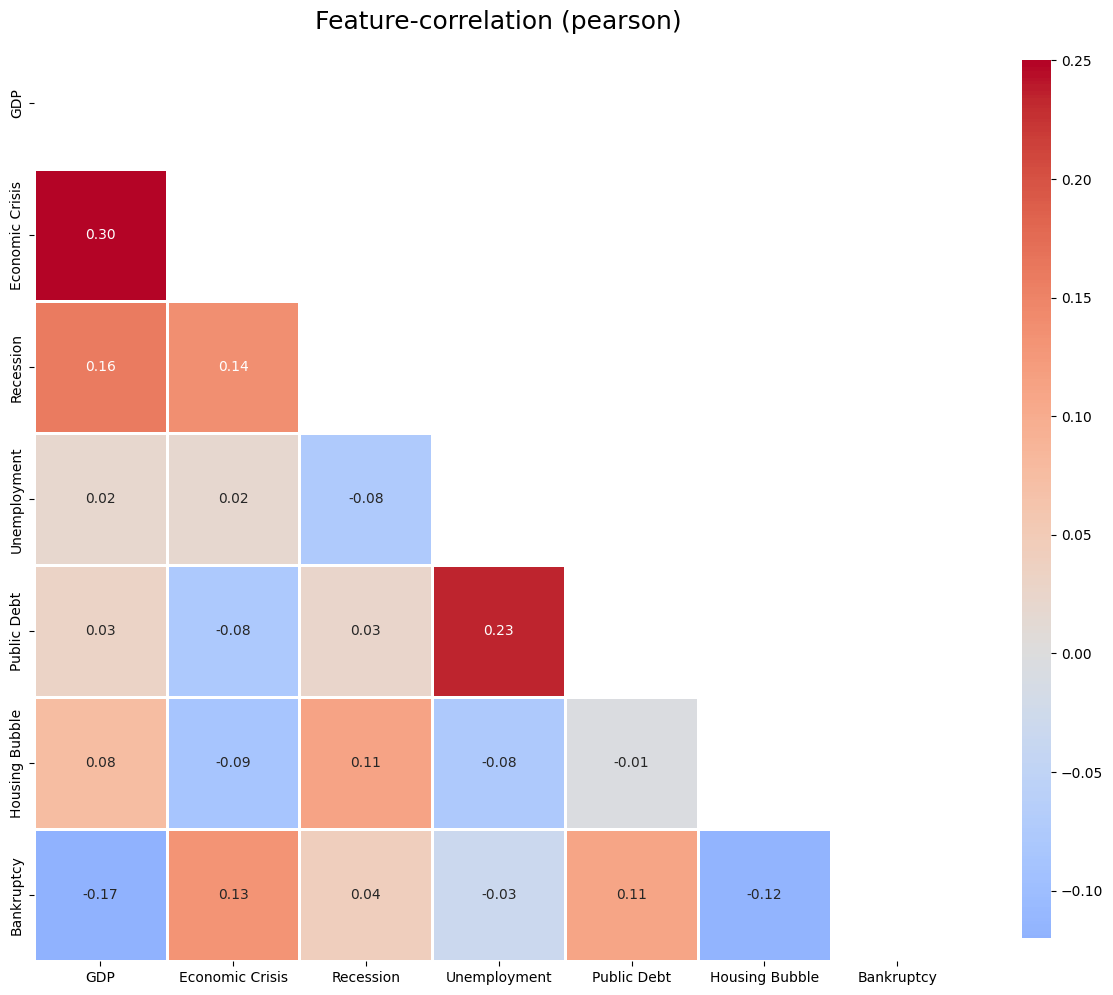 Feature-correlation (pearson)
GDP
Economic Crisis
0.30
Recession
0.16 0.14
Unemployment
0.02 0.02 -0.08
Public Debt
0.03 -0.08 0.03 0.23
Housing Bubble
0.08 -0.09 0.11 -0.08 -0.01
Bankruptcy
-0.17 0.13 0.04 -0.03 0.11 -0.12
GDP Economic Crisis Recession Unemployment Public Debt Housing Bubble Bankruptcy
0.25
0.20
0.15
0.10
0.05
0.00
−0.05
−0.10